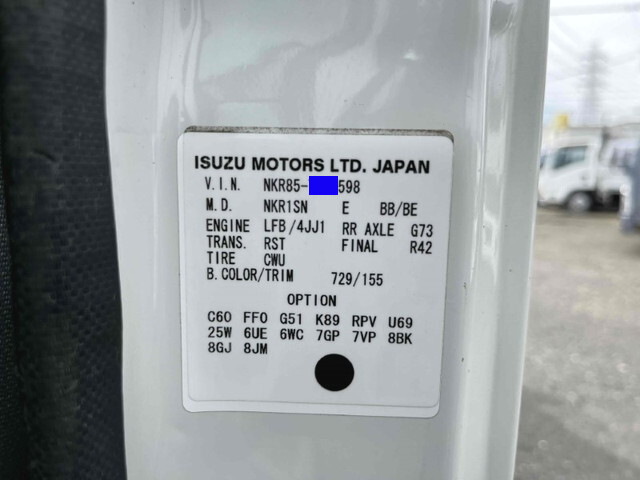 ISUZU MOTORS LTD. JAPAN
V.I.N. NKR85- 598
M.D. NKR1SN E BB/BE
ENGINE LFB/4JJ1 RR AXLE G73
TRANS. RST FINAL R42
TIRE CWU
B.COLOR/TRIM 729/155
OPTION
C60 FF0 G51 K89 RPV U69
25W 6UE 6WC 7GP 7VP 8BK
8GJ 8JM